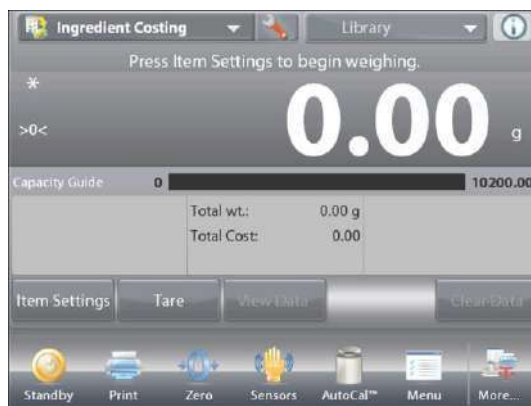 Ingredient Costing Library
Press Item Settings to begin weighing.
*
>0<
0.00 g
Capacity Guide 0 10200.00
Total wt.: 0.00 g
Total Cost: 0.00
Item Settings Tare View Data Clear Data
Standby Print Zero Sensors AutoCal™ Menu More...